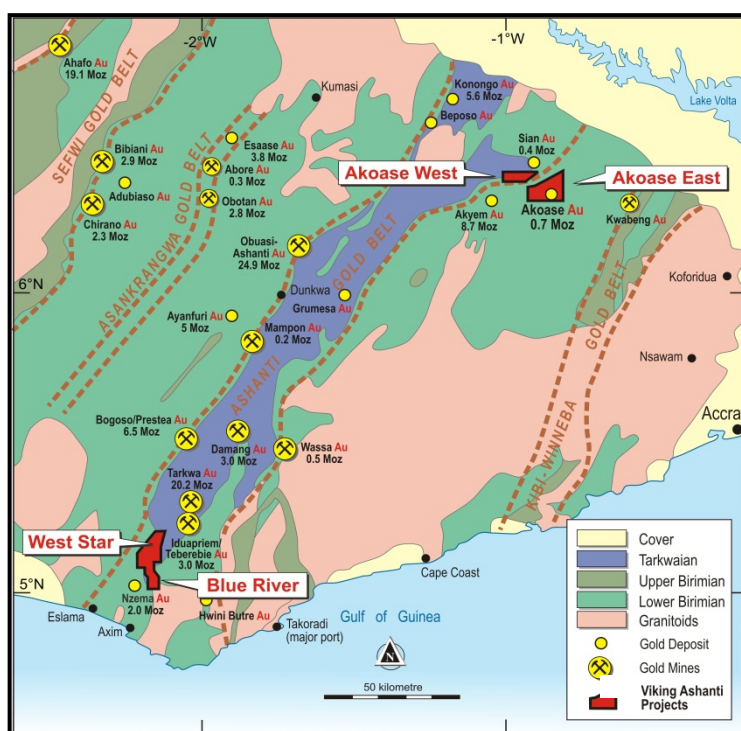 -2°W
-1°W
Ahafo Au
19.1 Moz
SEFWI GOLD BELT
Kumasi
Konongo Au
5.6 Moz
Beposo Au
Lake Volta
Bibiani Au
2.9 Moz
Adubiaso Au
Chirano Au
2.3 Moz
Esaase Au
3.8 Moz
Abore Au
0.3 Moz
Obotan Au
2.8 Moz
ASANKRANGWA GOLD BELT
Sian Au
0.4 Moz
Akoase West
Akoase East
Akoase Au
0.7 Moz
Akyem Au
8.7 Moz
Kwabeng Au
Obuasi-
Ashanti Au
24.9 Moz
6°N
Dunkwa
Grumesa Au
Koforidua
Ayanfuri Au
5 Moz
Mampon Au
0.2 Moz
ASHANTI GOLD BELT
Nsawam
Accra
Bogoso/Prestea Au
6.5 Moz
Damang Au
3.0 Moz
Wassa Au
0.5 Moz
KIBI-WINNEBA GOLD BELT
Tarkwa Au
20.2 Moz
Iduapriem/
Teberebie Au
3.0 Moz
West Star
Blue River
5°N
Nzema Au
2.0 Moz
Hwini Butre Au
Eslama
Axim
Takoradi
(major port)
Cape Coast
Gulf of Guinea
N
50 kilometre
Cover
Tarkwaian
Upper Birimian
Lower Birimian
Granitoids
Gold Deposit
Gold Mines
Viking Ashanti
Projects